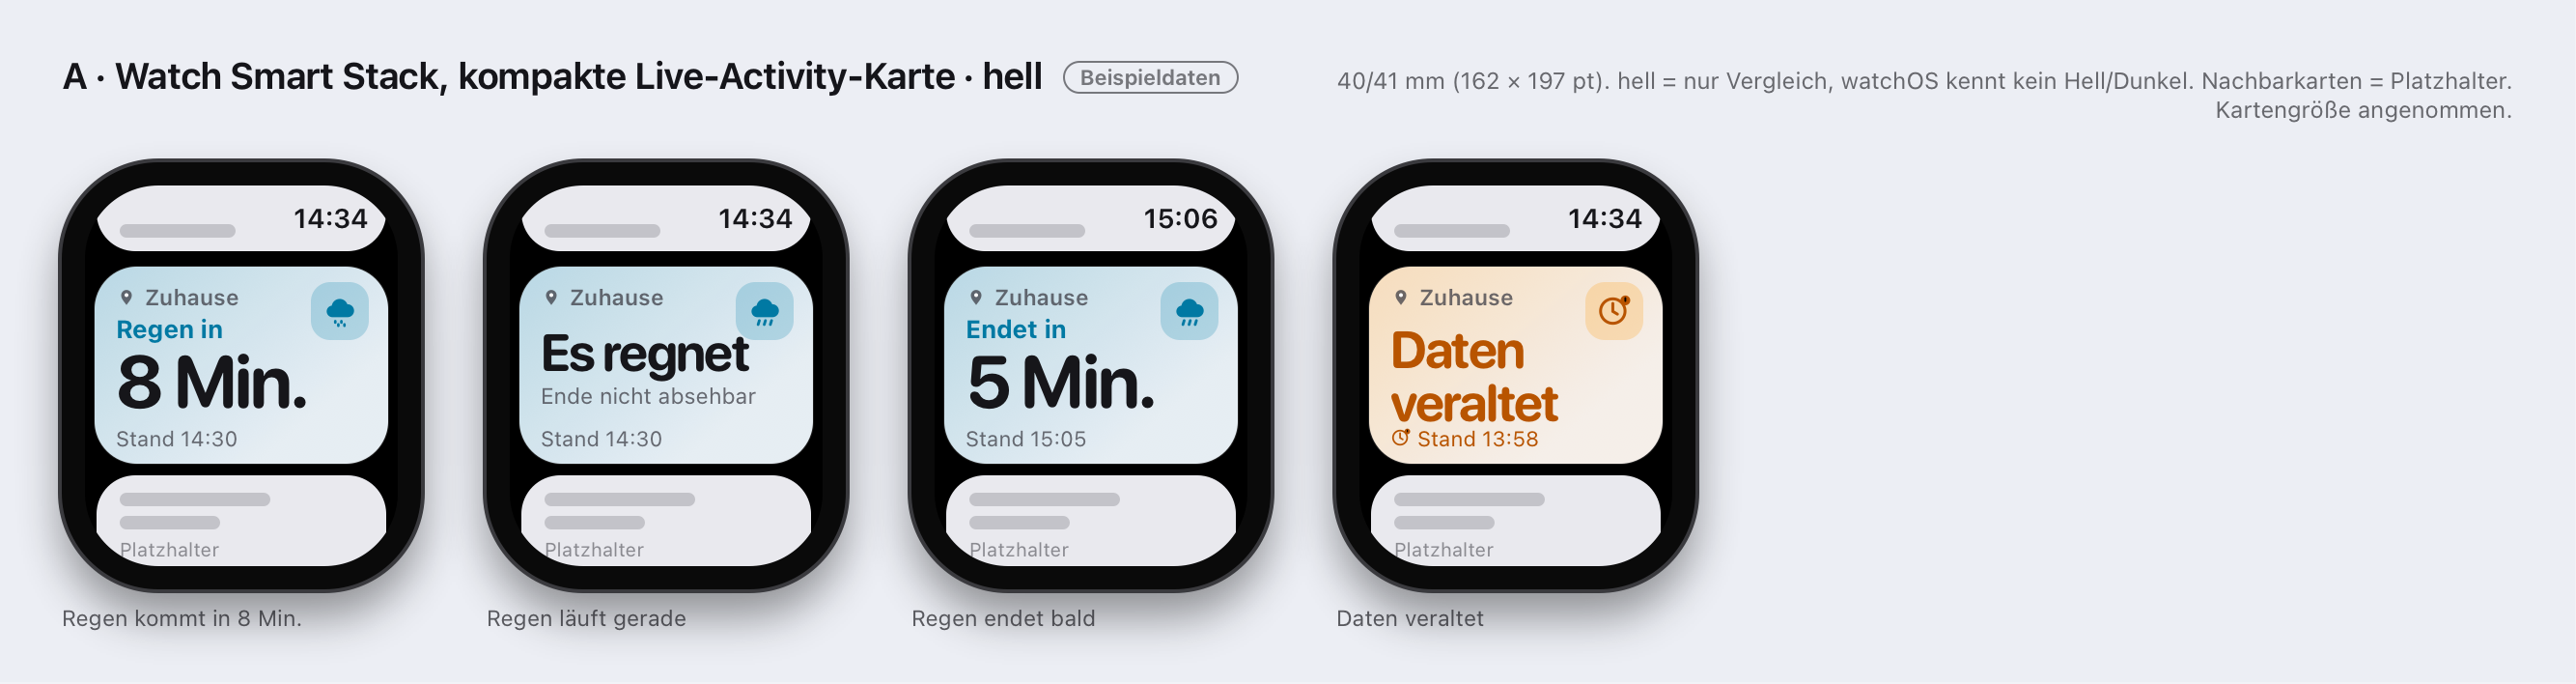 A · Watch Smart Stack, kompakte Live-Activity-Karte · hell
Beispieldaten
40/41 mm (162 × 197 pt). hell = nur Vergleich, watchOS kennt kein Hell/Dunkel. Nachbarkarten = Platzhalter.
Kartengröße angenommen.
14:34
Zuhause
Regen in
8 Min.
Stand 14:30
Platzhalter
Regen kommt in 8 Min.
14:34
Zuhause
Es regnet
Ende nicht absehbar
Stand 14:30
Platzhalter
Regen läuft gerade
15:06
Zuhause
Endet in
5 Min.
Stand 15:05
Platzhalter
Regen endet bald
14:34
Zuhause
Daten
veraltet
Stand 13:58
Platzhalter
Daten veraltet